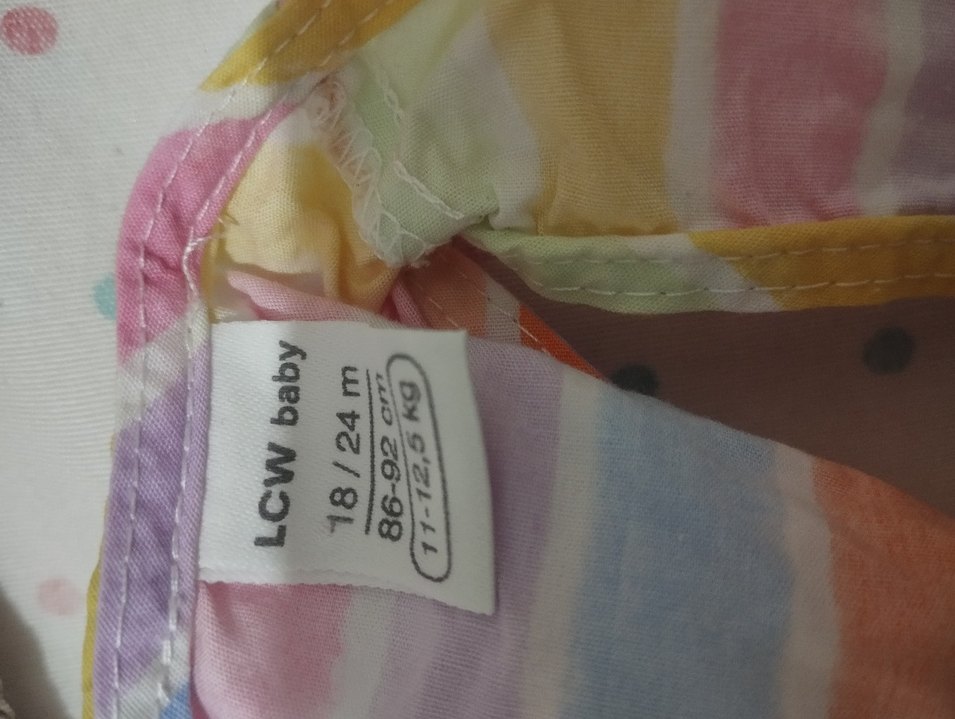 LCW baby
18 / 24 m
86-92 cm
11-12,5 kg